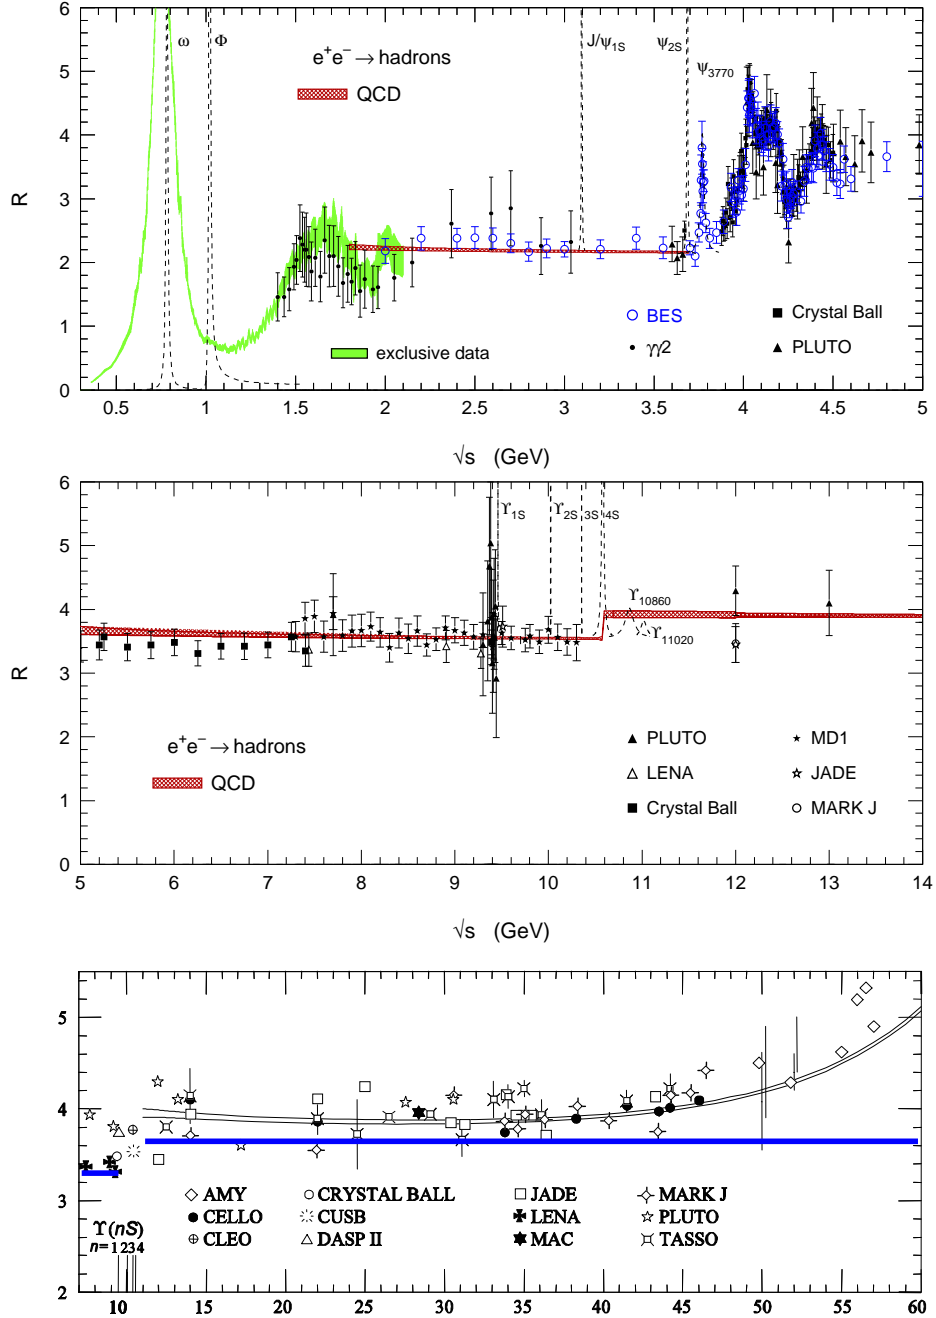 6
5
4
3
2
1
0
R
ω
Φ
e⁺e⁻ → hadrons
QCD
J/ψ1S
ψ2S
ψ3770
exclusive data
BES
γγ2
Crystal Ball
PLUTO
0.5 1 1.5 2 2.5 3 3.5 4 4.5 5
√s (GeV)
6
5
4
3
2
1
0
R
ϒ1S
ϒ2S
3S
4S
ϒ10860
ϒ11020
e⁺e⁻ → hadrons
QCD
PLUTO
LENA
Crystal Ball
MD1
JADE
MARK J
5 6 7 8 9 10 11 12 13 14
√s (GeV)
5
4
3
2
AMY
CELLO
CLEO
CRYSTAL BALL
CUSB
DASP II
JADE
LENA
MAC
MARK J
PLUTO
TASSO
ϒ(nS)
n=1234
10 15 20 25 30 35 40 45 50 55 60